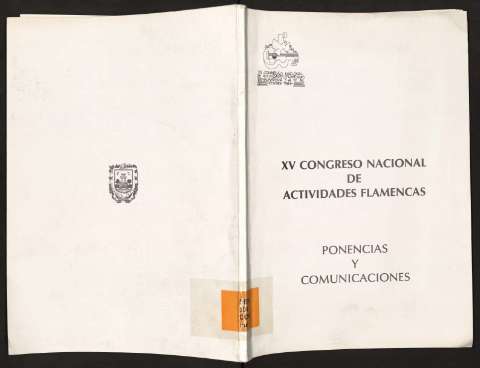 XV CONGRESO NACIONAL
DE
ACTIVIDADES FLAMENCAS
PONENCIAS
Y
COMUNICACIONES